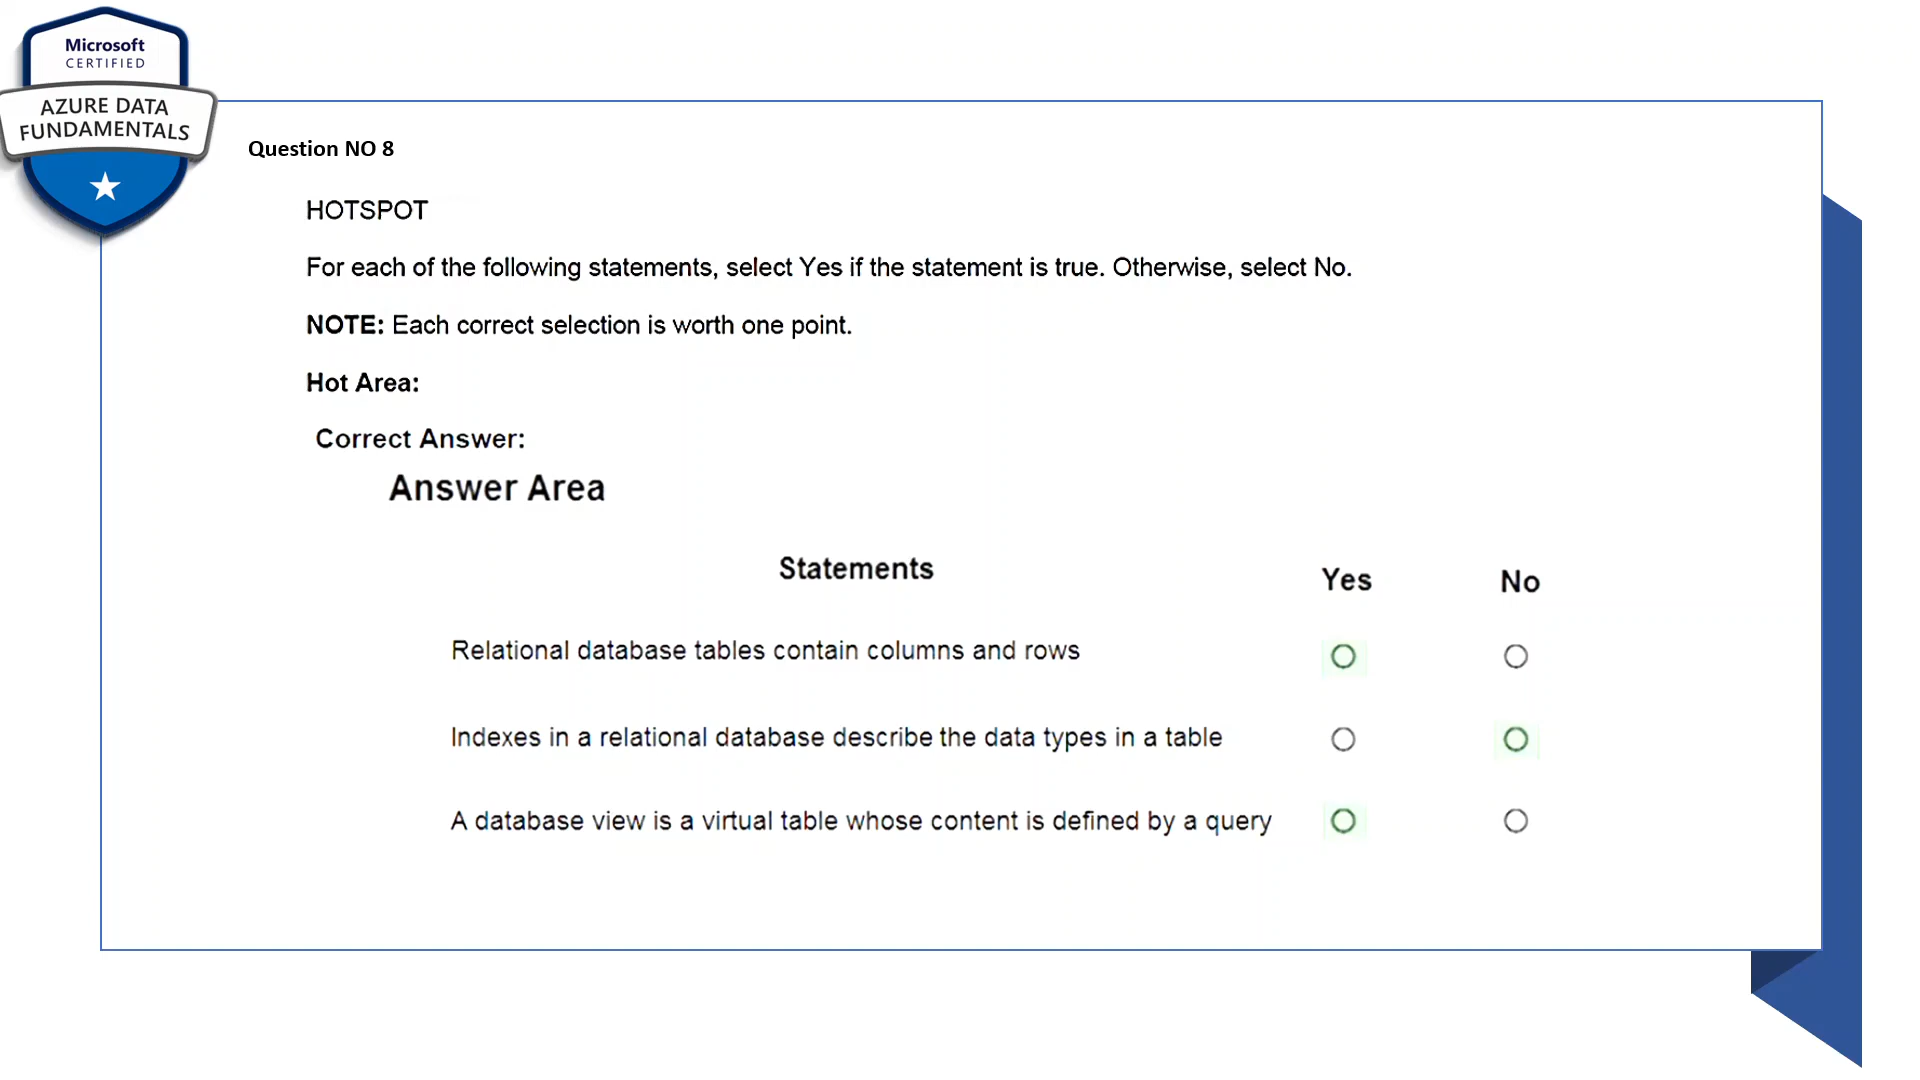 Microsoft
CERTIFIED
AZURE DATA
FUNDAMENTALS
Question NO 8
HOTSPOT
For each of the following statements, select Yes if the statement is true. Otherwise, select No.
NOTE: Each correct selection is worth one point.
Hot Area:
Correct Answer:
Answer Area
Statements Yes No
Relational database tables contain columns and rows
Indexes in a relational database describe the data types in a table
A database view is a virtual table whose content is defined by a query